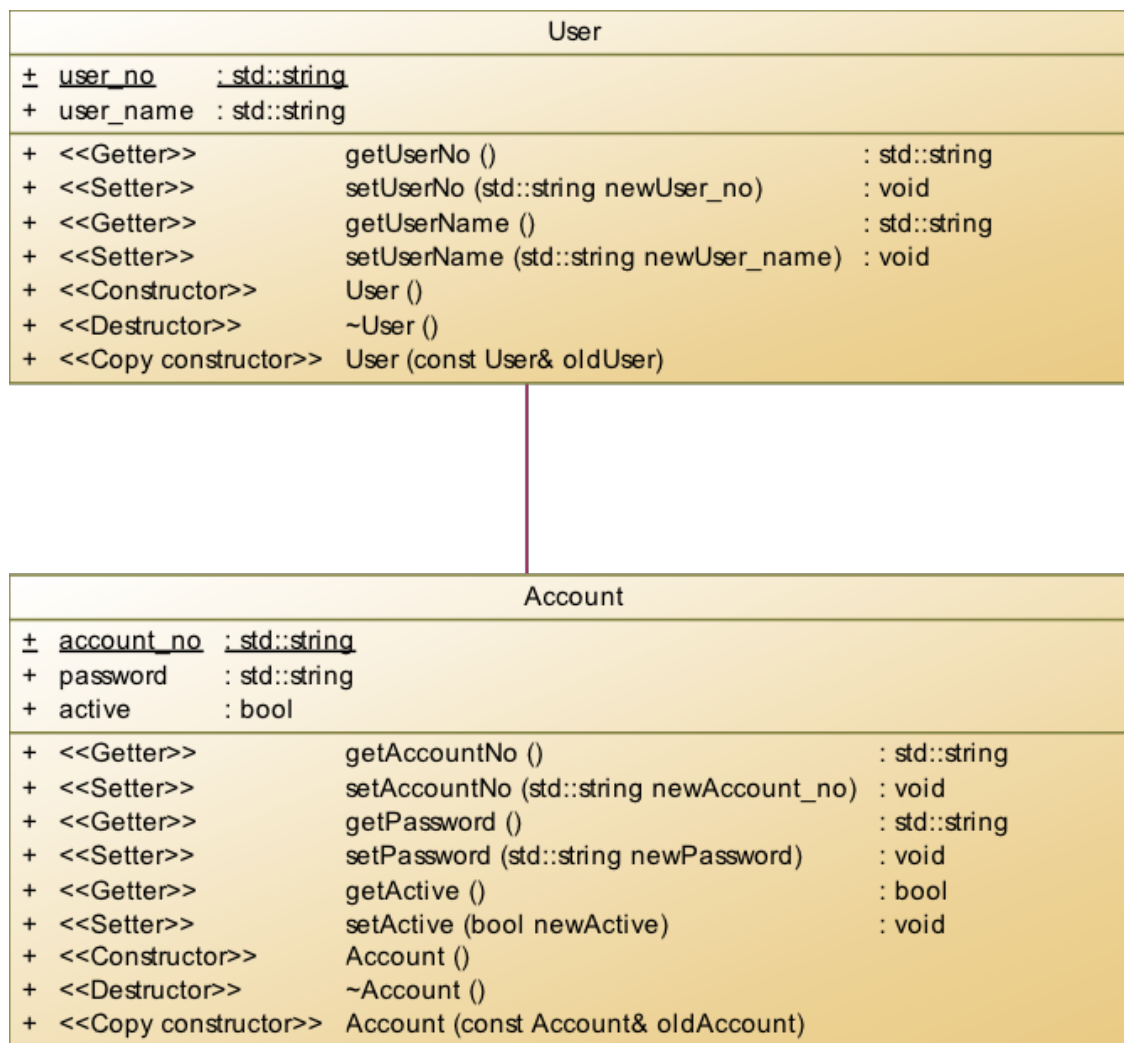 User
+ user_no : std::string
+ user_name : std::string
+ <<Getter>> getUserNo () : std::string
+ <<Setter>> setUserNo (std::string newUser_no) : void
+ <<Getter>> getUserName () : std::string
+ <<Setter>> setUserName (std::string newUser_name) : void
+ <<Constructor>> User ()
+ <<Destructor>> ~User ()
+ <<Copy constructor>> User (const User& oldUser)
Account
+ account_no : std::string
+ password : std::string
+ active : bool
+ <<Getter>> getAccountNo () : std::string
+ <<Setter>> setAccountNo (std::string newAccount_no) : void
+ <<Getter>> getPassword () : std::string
+ <<Setter>> setPassword (std::string newPassword) : void
+ <<Getter>> getActive () : bool
+ <<Setter>> setActive (bool newActive) : void
+ <<Constructor>> Account ()
+ <<Destructor>> ~Account ()
+ <<Copy constructor>> Account (const Account& oldAccount)